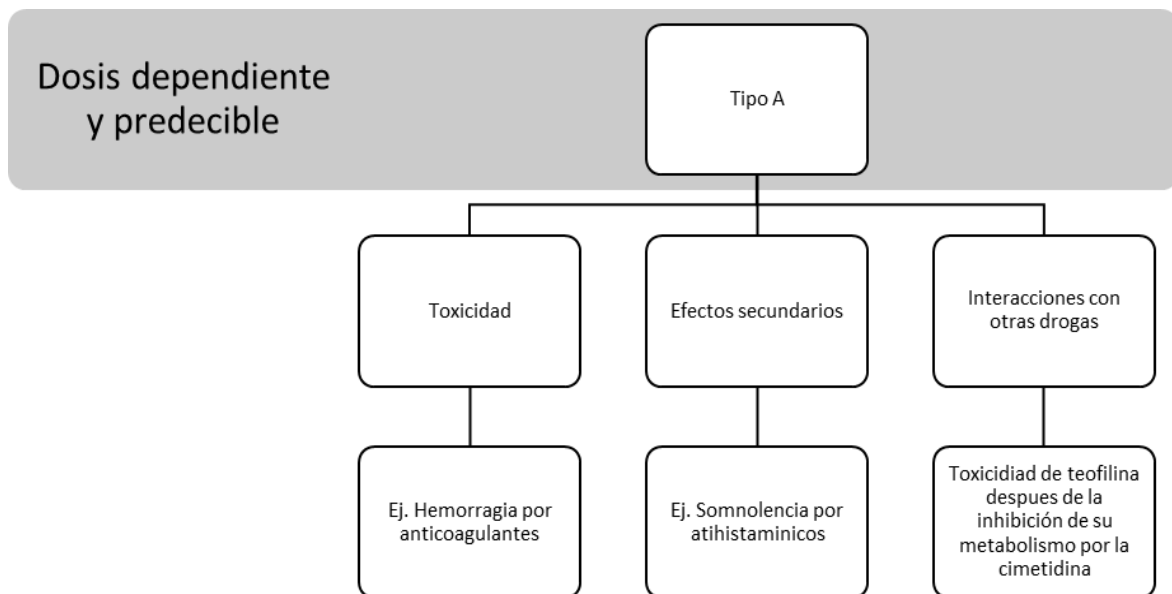 Dosis dependiente
y predecible
Tipo A
Toxicidad
Efectos secundarios
Interacciones con
otras drogas
Ej. Hemorragia por
anticoagulantes
Ej. Somnolencia por
atihistaminicos
Toxicidiad de teofilina
despues de la
inhibición de su
metabolismo por la
cimetidina